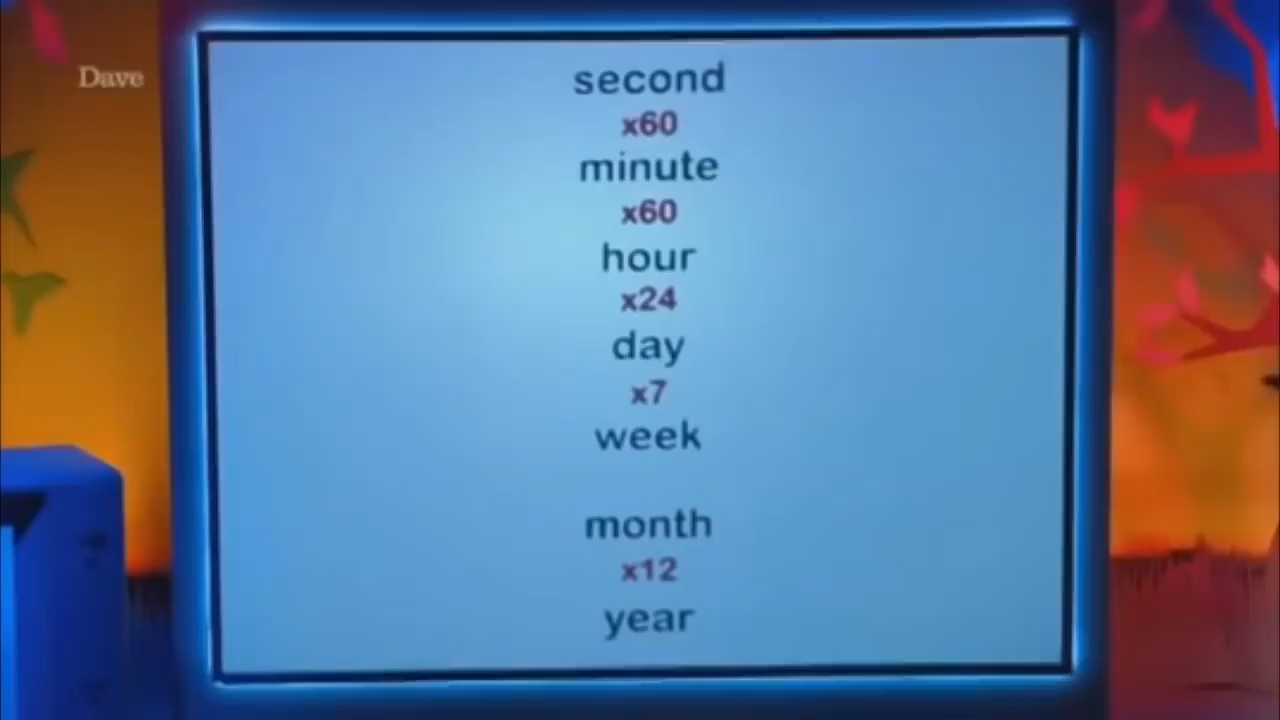 Dave
second
x60
minute
x60
hour
x24
day
x7
week
month
x12
year